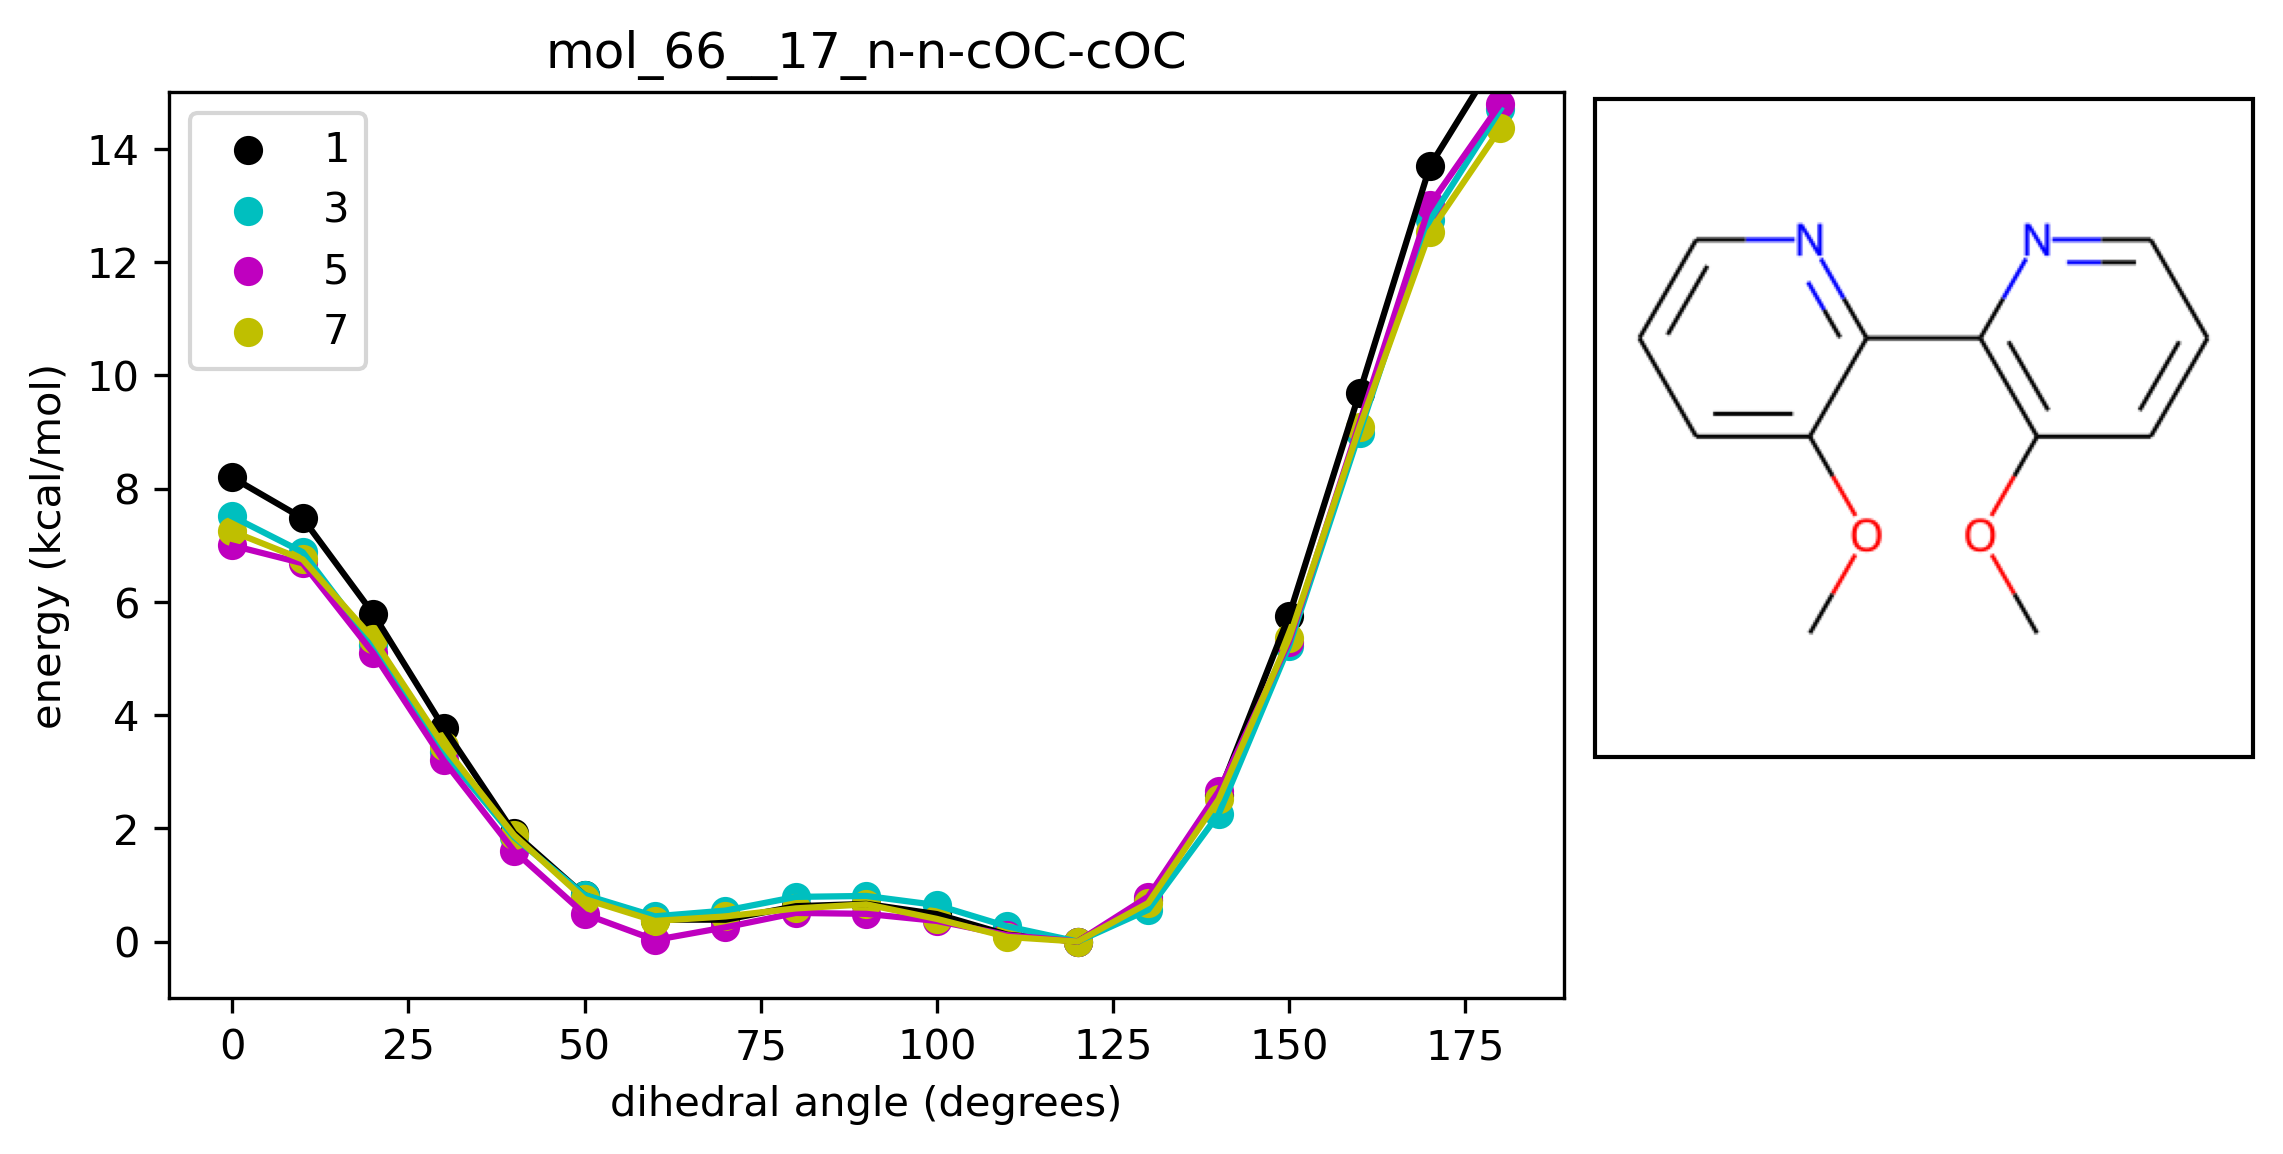 mol_66__17_n-n-cOC-cOC
1
3
5
7
14
12
10
8
6
4
2
0
energy (kcal/mol)
0 25 50 75 100 125 150 175
dihedral angle (degrees)
N N
O O